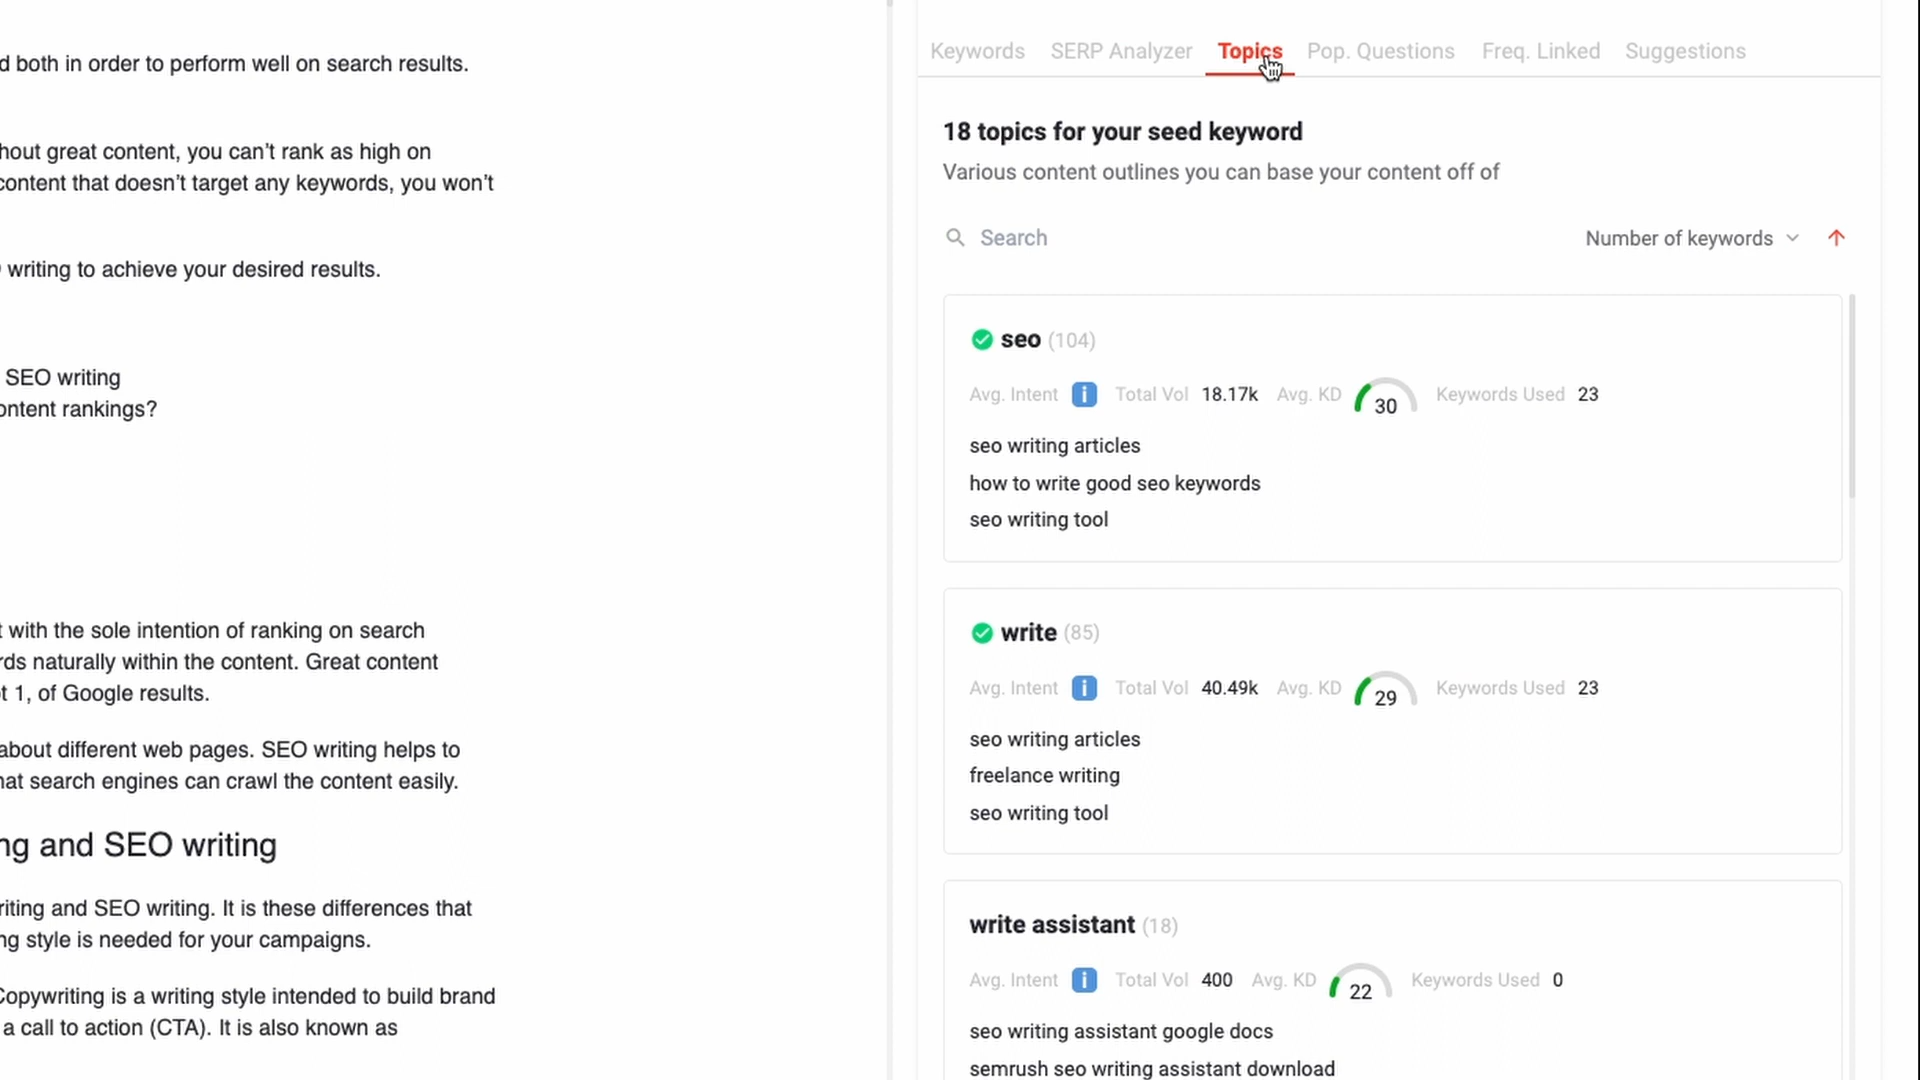 d both in order to perform well on search results.
hout great content, you can't rank as high on
content that doesn't target any keywords, you won't
writing to achieve your desired results.
SEO writing
ontent rankings?
t with the sole intention of ranking on search
rds naturally within the content. Great content
t 1, of Google results.
about different web pages. SEO writing helps to
hat search engines can crawl the content easily.
ng and SEO writing
riting and SEO writing. It is these differences that
ng style is needed for your campaigns.
Copywriting is a writing style intended to build brand
a call to action (CTA). It is also known as
Keywords SERP Analyzer Topics Pop. Questions Freq. Linked Suggestions
18 topics for your seed keyword
Various content outlines you can base your content off of
Search Number of keywords
seo (104)
Avg. Intent i Total Vol 18.17k Avg. KD 30 Keywords Used 23
seo writing articles
how to write good seo keywords
seo writing tool
write (85)
Avg. Intent i Total Vol 40.49k Avg. KD 29 Keywords Used 23
seo writing articles
freelance writing
seo writing tool
write assistant (18)
Avg. Intent i Total Vol 400 Avg. KD 22 Keywords Used 0
seo writing assistant google docs
semrush seo writing assistant download